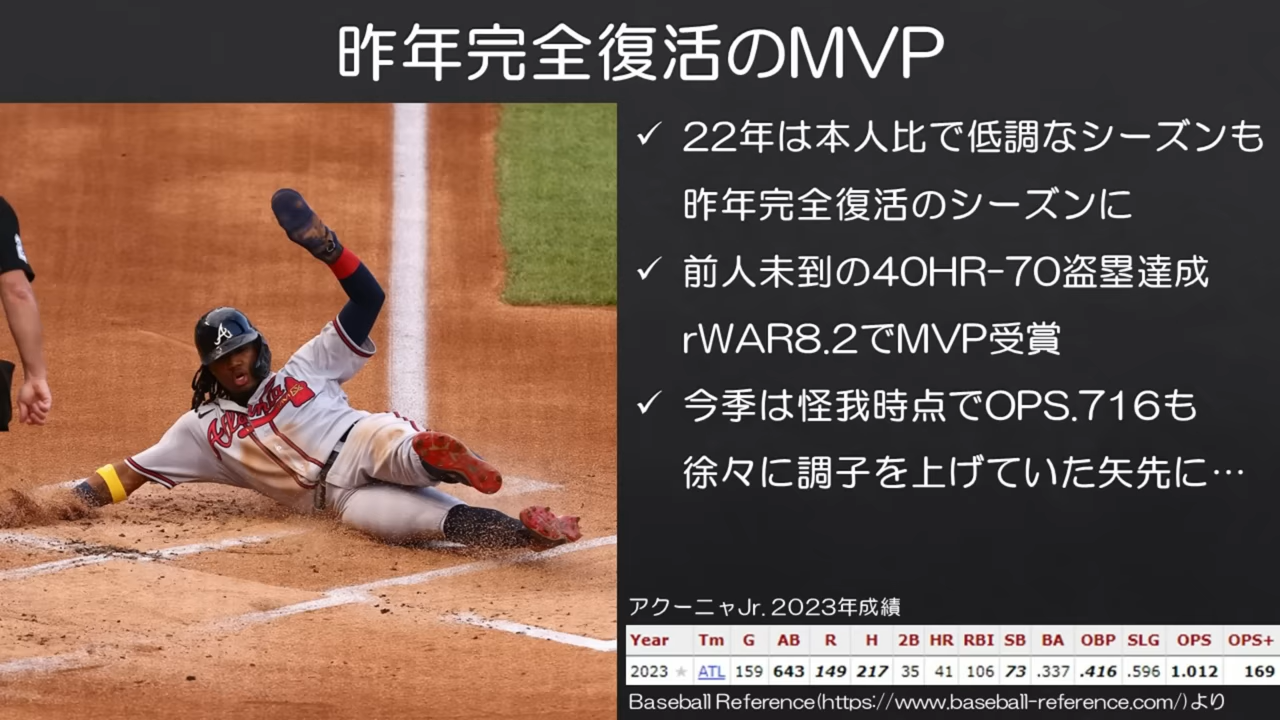 昨年完全復活のMVP
✓ 22年は本人比で低調なシーズンも
昨年完全復活のシーズンに
✓ 前人未到の40HR-70盗塁達成
rWAR8.2でMVP受賞
✓ 今季は怪我時点でOPS.716も
徐々に調子を上げていた矢先に…
A
Atlanta
アクーニャJr. 2023年成績
Year Tm G AB R H 2B HR RBI SB BA OBP SLG OPS OPS+
2023 ★ ATL 159 643 149 217 35 41 106 73 .337 .416 .596 1.012 169
Baseball Reference(https://www.baseball-reference.com/)より